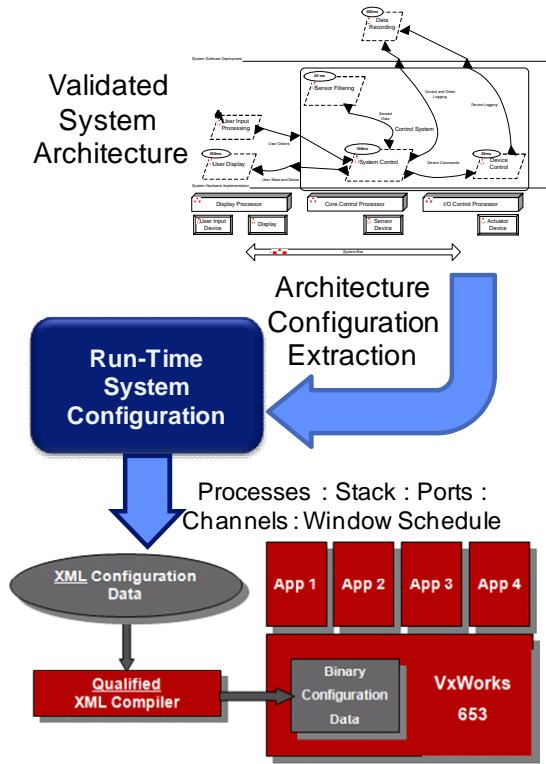 500ms
Data
Recording
System Software Deployment
20 ms
Sensor Filtering
Control and Order
Logging
Device Logging
Validated
System
Architecture
User Input
Processing
Sensed
Data
Control System
User Orders
250ms
User Display
100ms
System Control
50ms
Device
Control
Device Commands
User State and Status
System Hardware Implementation
Display Processor
Core Control Processor
I/O Control Processor
User Input
Device
Display
Sensor
Device
Actuator
Device
System Bus
Architecture
Configuration
Extraction
Run-Time
System
Configuration
Processes : Stack : Ports :
Channels : Window Schedule
XML Configuration
Data
App 1
App 2
App 3
App 4
Qualified
XML Compiler
Binary
Configuration
Data
VxWorks
653